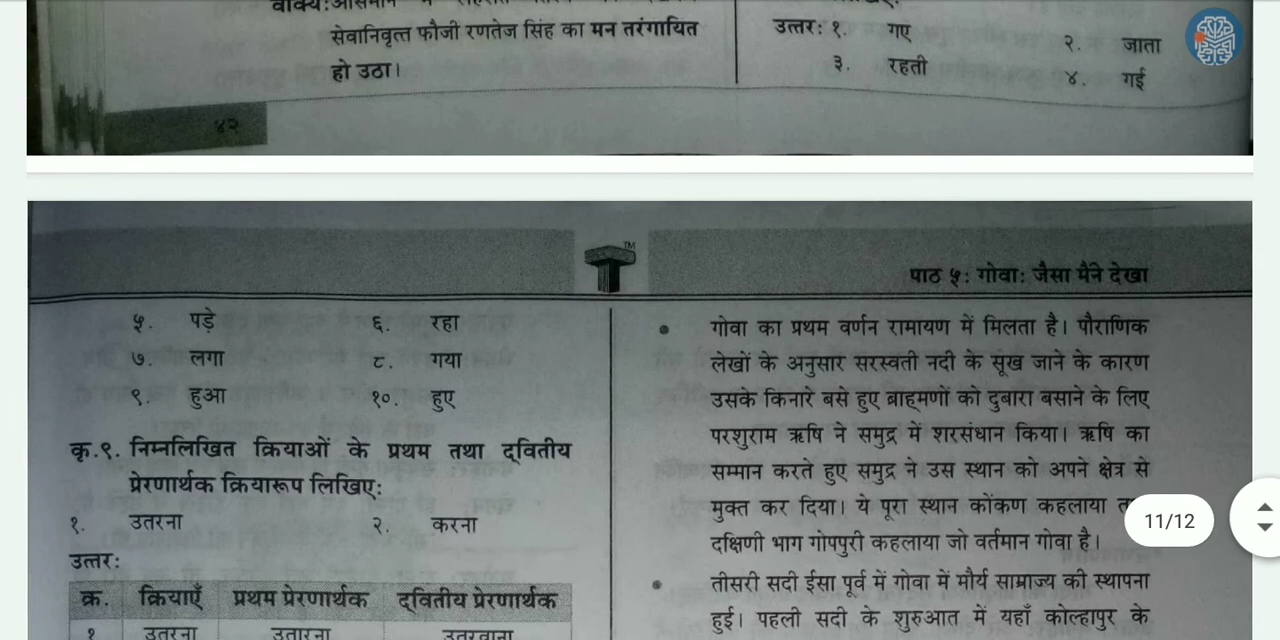 सेवानिवृत्त फौजी रणतेज सिंह का मन तरंगायित
हो उठा।
४२
उत्तर: १. गए २. जाता
३. रहती ४. गई
TM
पाठ ५: गोवा: जैसा मैंने देखा
५. पड़े ६. रहा
७. लगा ८. गया
९. हुआ १०. हुए
कृ.९. निम्नलिखित क्रियाओं के प्रथम तथा द्वितीय
प्रेरणार्थक क्रियारूप लिखिए:
१. उतरना २. करना
उत्तर:
क्र. क्रियाएँ प्रथम प्रेरणार्थक द्वितीय प्रेरणार्थक
१ उतरना उतारना उतरवाना
गोवा का प्रथम वर्णन रामायण में मिलता है। पौराणिक
लेखों के अनुसार सरस्वती नदी के सूख जाने के कारण
उसके किनारे बसे हुए ब्राह्मणों को दुबारा बसाने के लिए
परशुराम ऋषि ने समुद्र में शरसंधान किया। ऋषि का
सम्मान करते हुए समुद्र ने उस स्थान को अपने क्षेत्र से
मुक्त कर दिया। ये पूरा स्थान कोंकण कहलाया
दक्षिणी भाग गोपपुरी कहलाया जो वर्तमान गोवा है।
तीसरी सदी ईसा पूर्व में गोवा में मौर्य साम्राज्य की स्थापना
हुई। पहली सदी के शुरुआत में यहाँ कोल्हापुर के
11/12